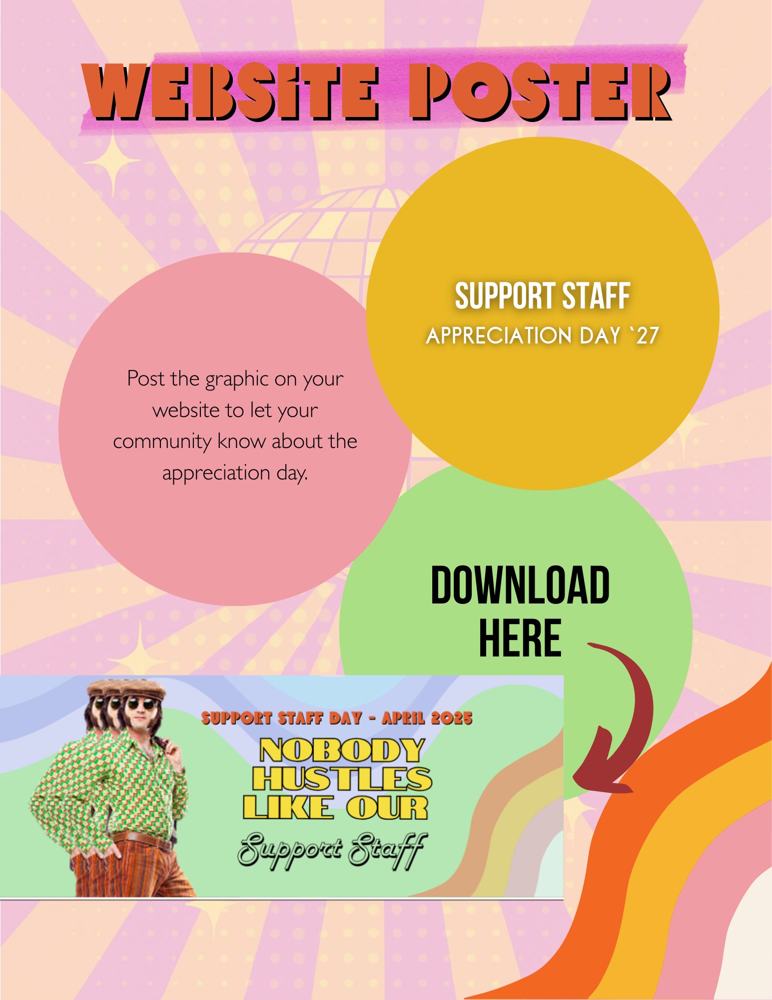 WEBSiTE POSTER
SUPPORT STAFF
APPRECIATION DAY `27
Post the graphic on your
website to let your
community know about the
appreciation day.
DOWNLOAD
HERE
SUPPORT STAFF DAY - APRiL 2025
NOBODY
HUSTLES
LIKE OUR
Support Staff